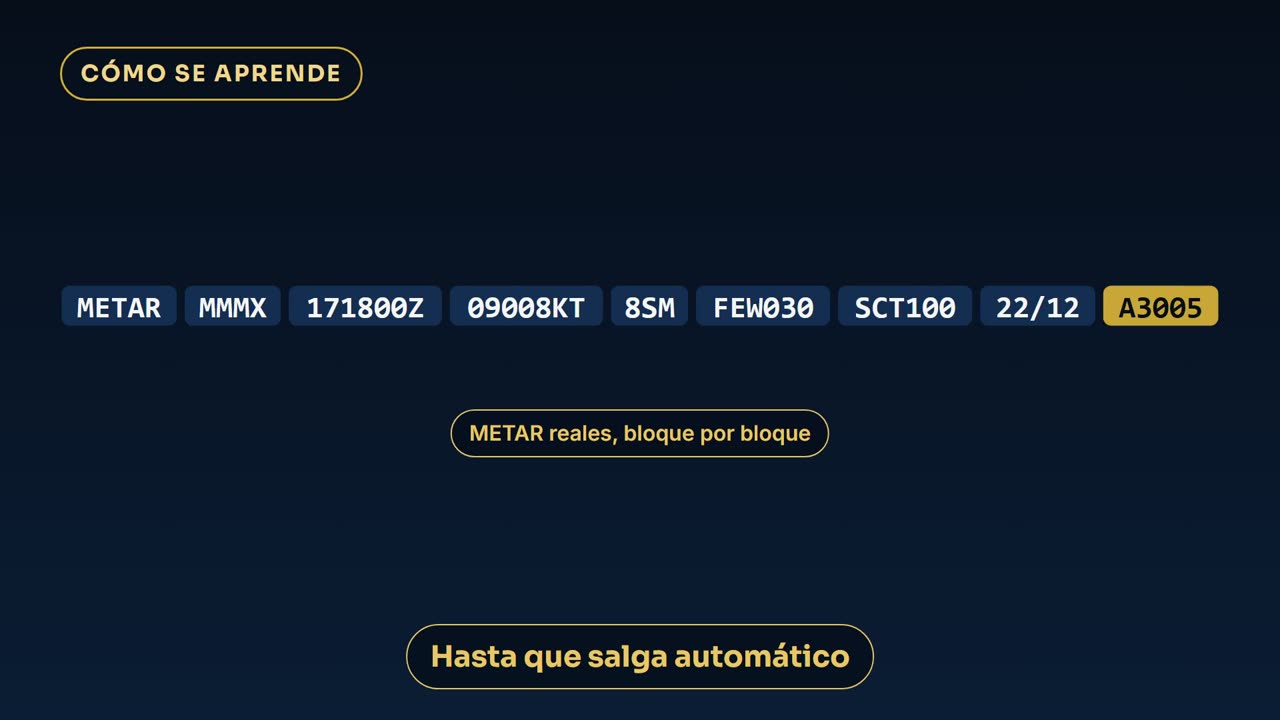 CÓMO SE APRENDE
METAR MMMX 171800Z 09008KT 8SM FEW030 SCT100 22/12 A3005
METAR reales, bloque por bloque
Hasta que salga automático